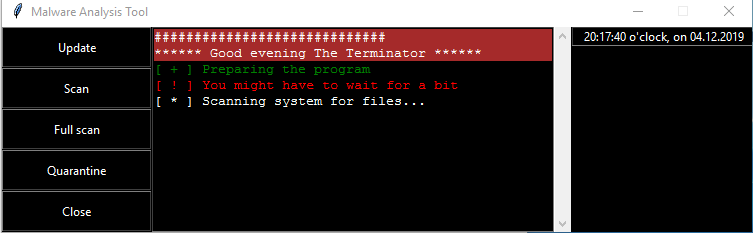 Malware Analysis Tool
Update
Scan
Full scan
Quarantine
Close
#############################
****** Good evening The Terminator ******
[ + ] Preparing the program
[ ! ] You might have to wait for a bit
[ * ] Scanning system for files...
20:17:40 o'clock, on 04.12.2019